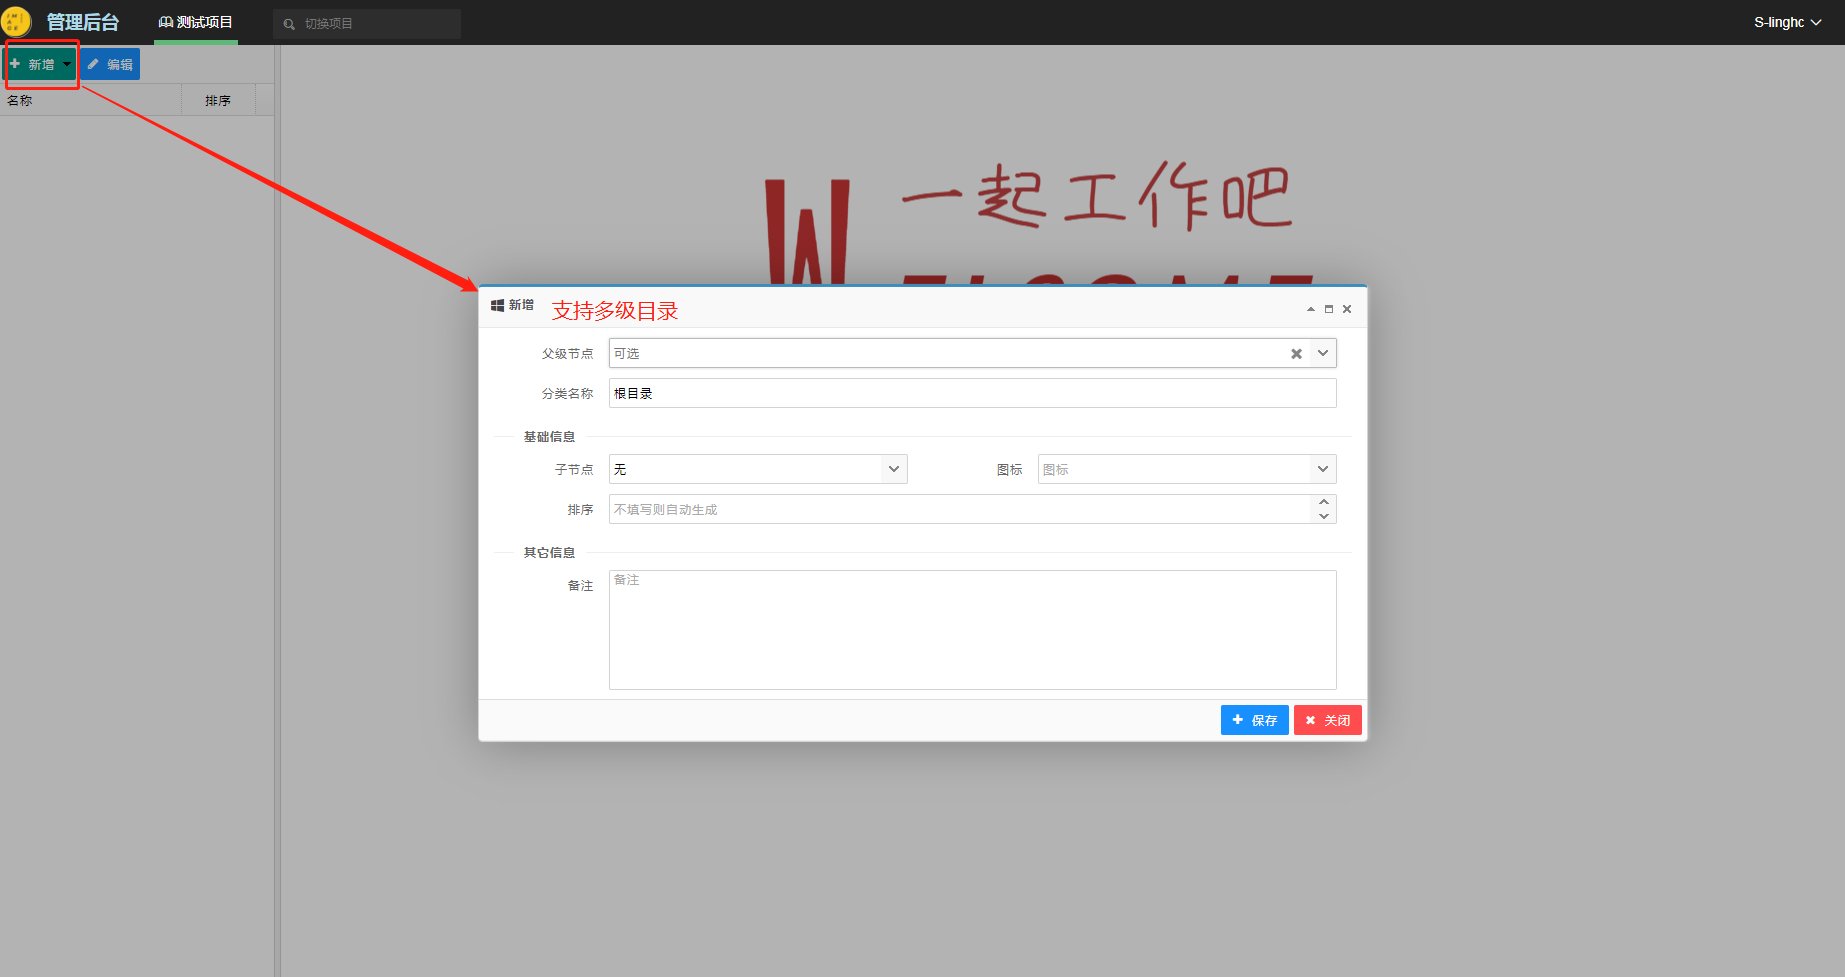 管理后台
测试项目
切换项目
S-linghc
新增
编辑
名称
排序
一起工作吧
新增
支持多级目录
父级节点
可选
分类名称
根目录
基础信息
子节点
无
图标
图标
排序
不填写则自动生成
其它信息
备注
备注
保存
关闭